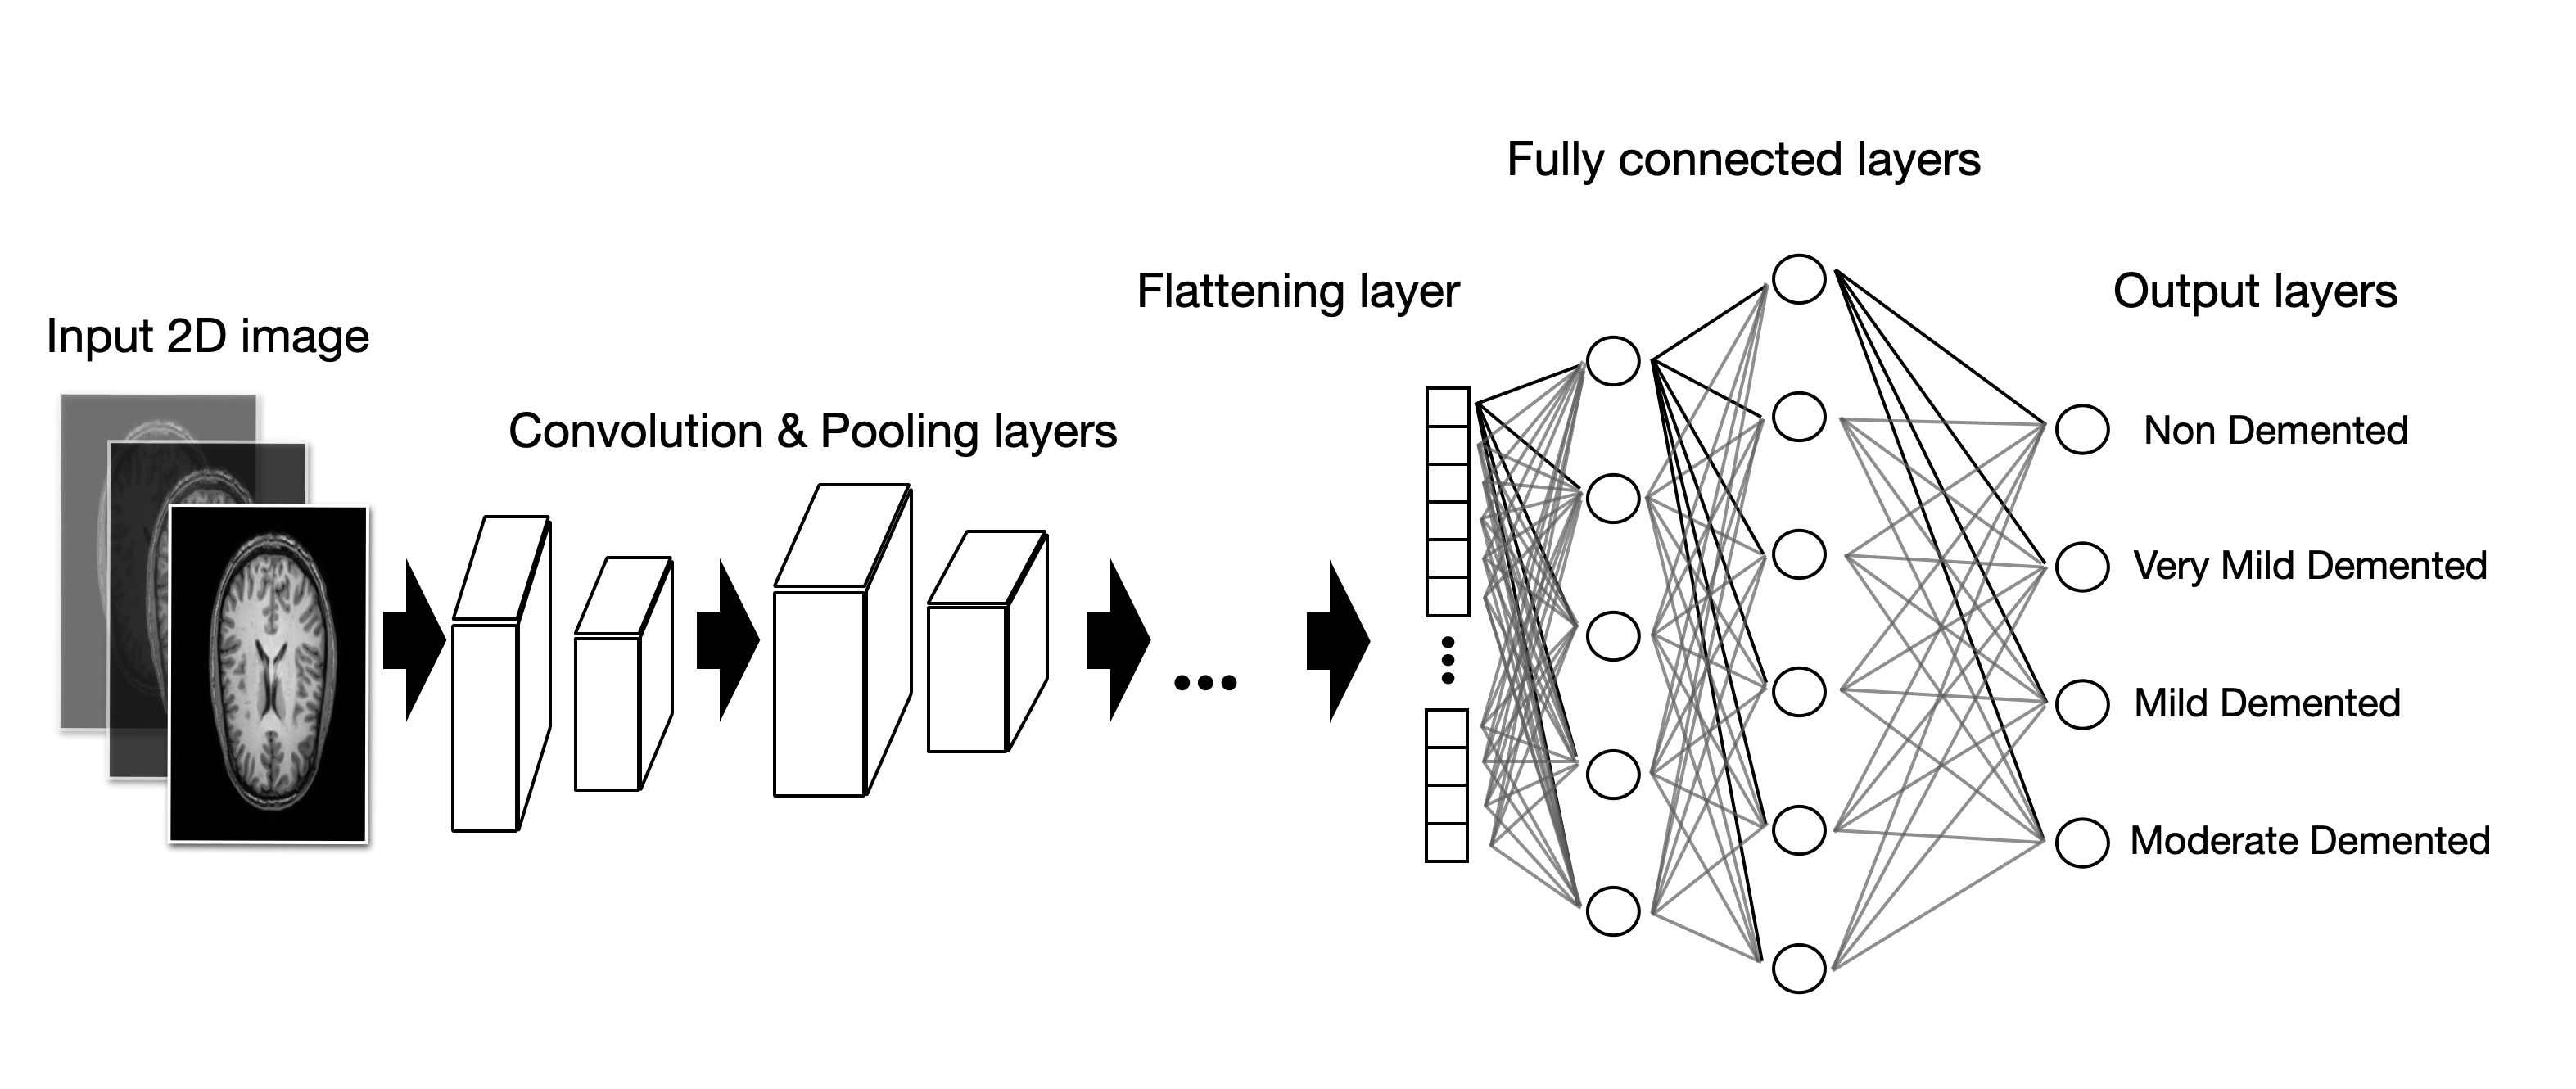 Input 2D image
Convolution & Pooling layers
Flattening layer
Fully connected layers
Output layers
Non Demented
Very Mild Demented
Mild Demented
Moderate Demented